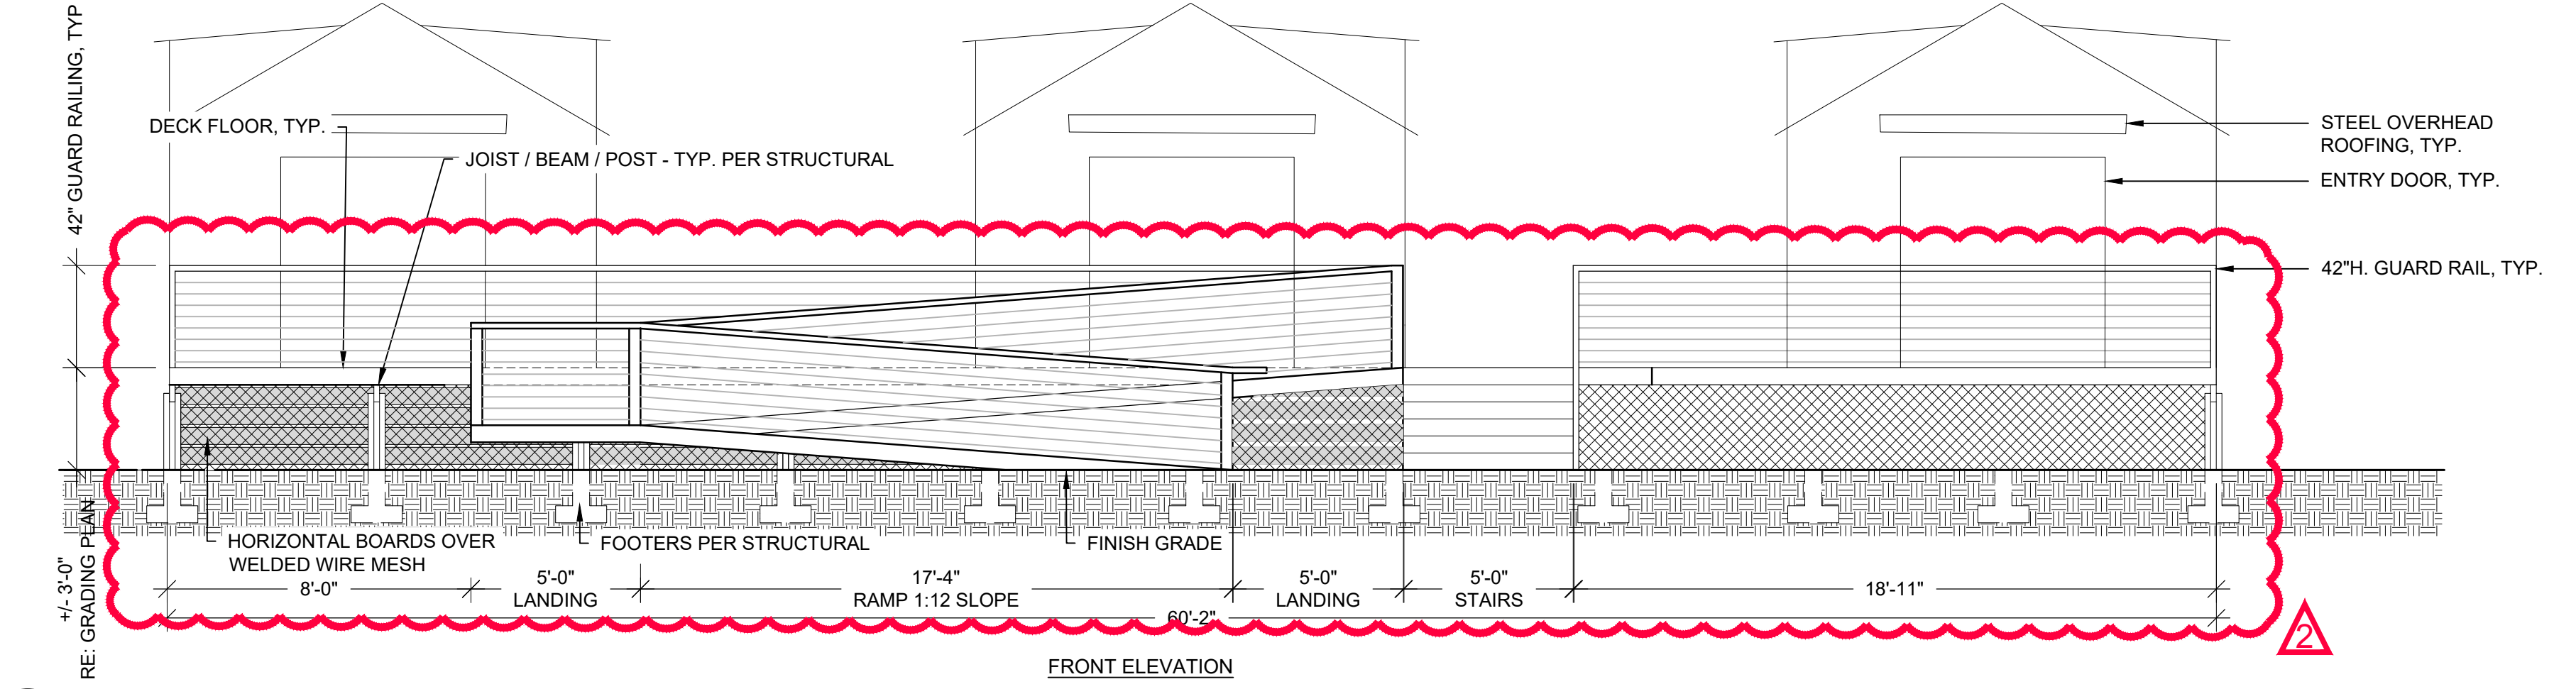 42" GUARD RAILING, TYP
DECK FLOOR, TYP.
JOIST / BEAM / POST - TYP. PER STRUCTURAL
STEEL OVERHEAD
ROOFING, TYP.
ENTRY DOOR, TYP.
42"H. GUARD RAIL, TYP.
+/- 3'-0"
RE: GRADING PLAN
HORIZONTAL BOARDS OVER
WELDED WIRE MESH
FOOTERS PER STRUCTURAL
FINISH GRADE
8'-0"
5'-0"
LANDING
17'-4"
RAMP 1:12 SLOPE
5'-0"
LANDING
5'-0"
STAIRS
18'-11"
60'-2"
2
FRONT ELEVATION